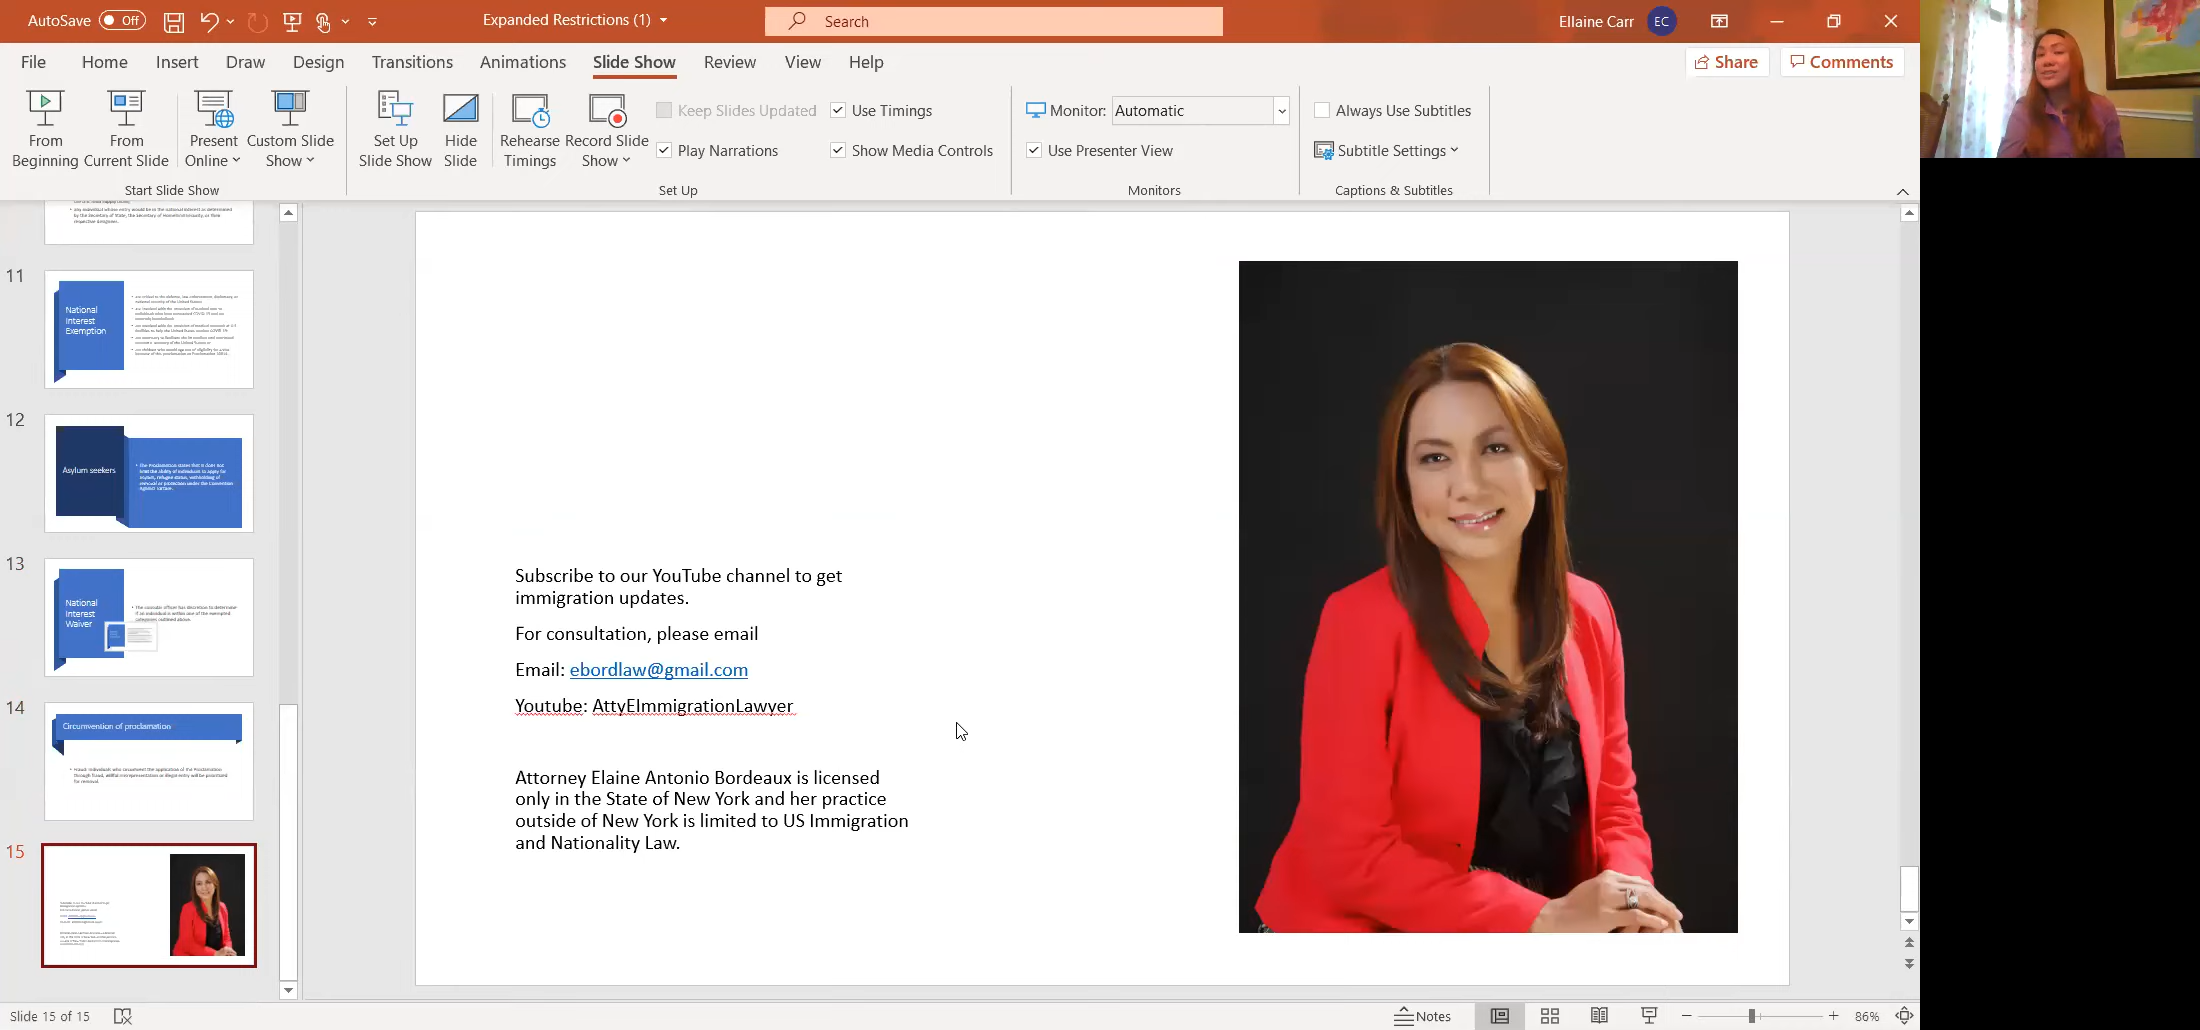 AutoSave Off
Expanded Restrictions (1)
Search
Ellaine Carr EC
File Home Insert Draw Design Transitions Animations Slide Show Review View Help
Share Comments
From Beginning
From Current Slide
Present Online
Custom Slide Show
Start Slide Show
Set Up Slide Show
Hide Slide
Rehearse Timings
Record Slide Show
Keep Slides Updated
Play Narrations
Use Timings
Show Media Controls
Set Up
Monitor: Automatic
Use Presenter View
Monitors
Always Use Subtitles
Subtitle Settings
Captions & Subtitles
11
National
Interest
Exemption
12
Asylum seekers
13
National
Interest
Waiver
14
Circumvention of proclamation
15
Subscribe to our YouTube channel to get
immigration updates.
For consultation, please email
Email: ebordlaw@gmail.com
Youtube: AttyEImmigrationLawyer
Attorney Elaine Antonio Bordeaux is licensed
only in the State of New York and her practice
outside of New York is limited to US Immigration
and Nationality Law.
Slide 15 of 15
Notes
86%